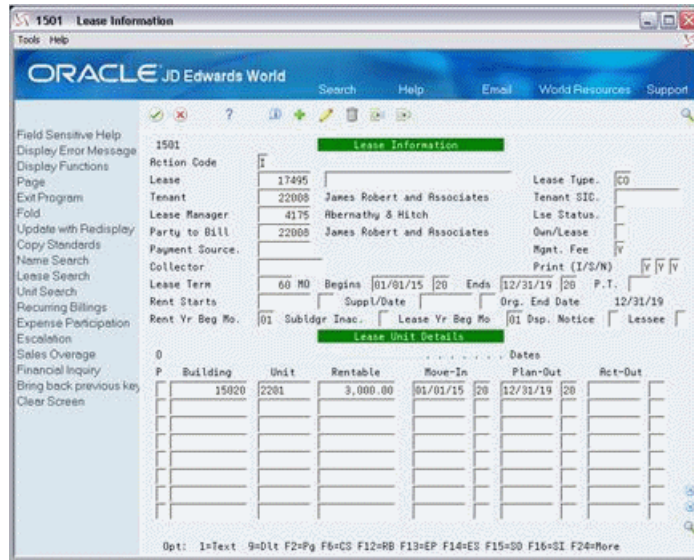 1501 Lease Information
Tools Help
ORACLE JD Edwards World
Search Help Email World Resources Support
Field Sensitive Help
Display Error Message
Display Functions
Page
Exit Program
Fold
Update with Redisplay
Copy Standards
Name Search
Lease Search
Unit Search
Recurring Billings
Expense Participation
Escalation
Sales Overage
Financial Inquiry
Bring back previous key
Clear Screen
1501 Lease Information
Action Code I
Lease 17495 Lease Type. CO
Tenant 22008 James Robert and Associates Tenant SIC.
Lease Manager 4175 Abernathy & Hitch Lse Status.
Party to Bill 22008 James Robert and Associates Own/Lease
Payment Source. Mgmt. Fee Y
Collector Print (I/S/N) Y Y Y
Lease Term 60 MO Begins 01/01/15 20 Ends 12/31/19 20 P.T.
Rent Starts Suppl/Date Org. End Date 12/31/19
Rent Yr Beg Mo. 01 Subldgr Inac. Lease Yr Beg Mo 01 Dsp. Notice Lessee
Lease Unit Details
O . . . . . . . Dates
P Building Unit Rentable Move-In Plan-Out Act-Out
15020 2201 3,000.00 01/01/15 20 12/31/19 20
Opt: 1=Text 9=Dlt F2=Pg F6=CS F12=RB F13=EP F14=ES F15=SO F16=SI F24=More